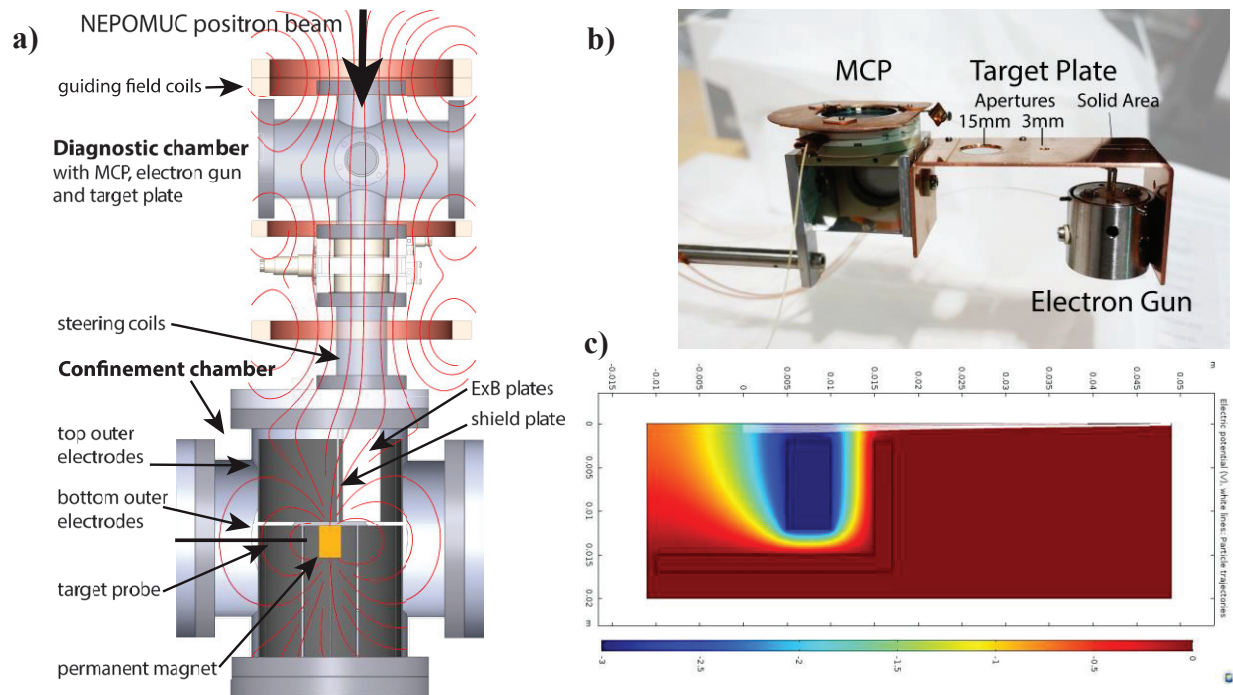 a)
NEPOMUC positron beam
guiding field coils
Diagnostic chamber
with MCP, electron gun
and target plate
steering coils
Confinement chamber
ExB plates
shield plate
top outer
electrodes
bottom outer
electrodes
target probe
permanent magnet
b)
MCP
Target Plate
Apertures
Solid Area
15mm
3mm
Electron Gun
c)
m
-0.015
-0.01
-0.005
0
0.005
0.01
0.015
0.02
0.025
0.03
0.035
0.04
0.045
0.05
0
0.005
0.01
0.015
0.02
m
Electric potential (V), white lines: Particle trajectories
-3
-2.5
-2
-1.5
-1
-0.5
0